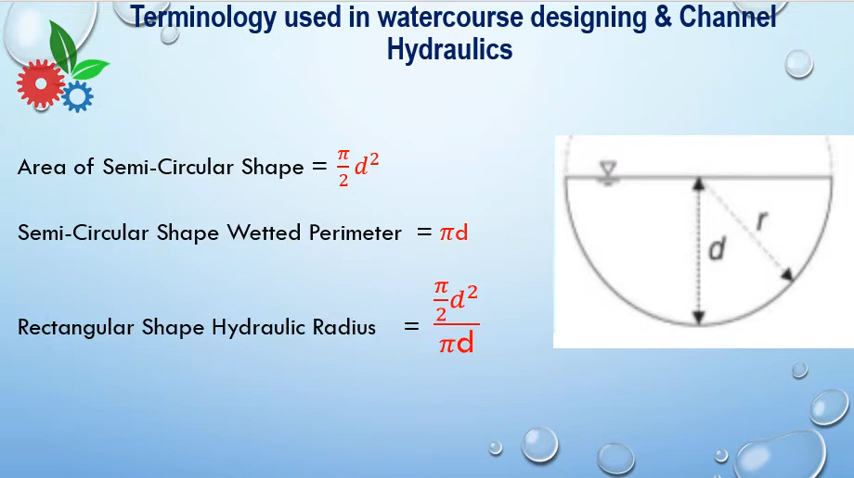 Terminology used in watercourse designing & Channel
Hydraulics
Area of Semi-Circular Shape = π/2 d²
Semi-Circular Shape Wetted Perimeter = πd
Rectangular Shape Hydraulic Radius = (π/2 d²)/(πd)
r
d